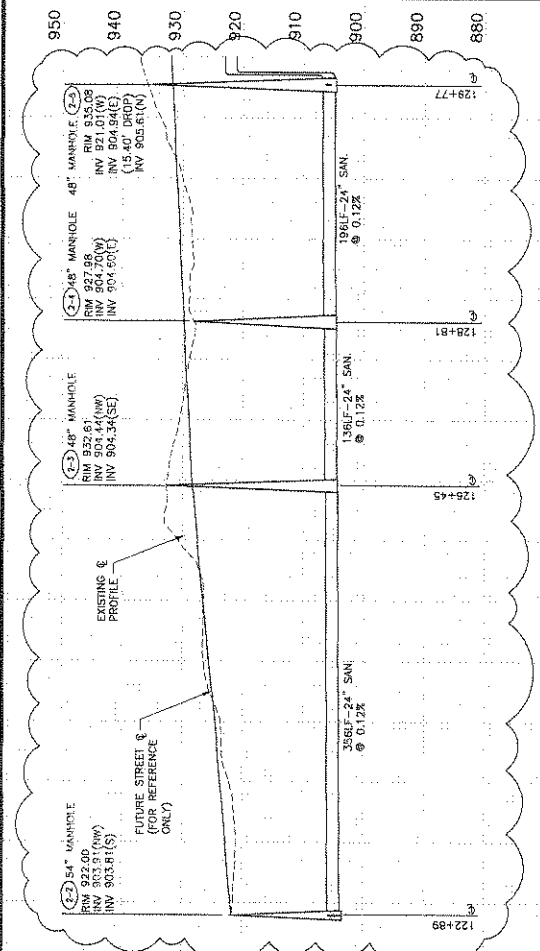 950
940
930
920
910
900
890
880
2-2 54" MANHOLE
RIM 922.00
INV 903.91(NW)
INV 903.81(S)
FUTURE STREET ℄
(FOR REFERENCE
ONLY)
EXISTING ℄
PROFILE
2-3 48" MANHOLE
RIM 932.61
INV 904.44(NW)
INV 904.34(SE)
2-4 48" MANHOLE
RIM 927.98
INV 904.70(W)
INV 904.60(E)
48" MANHOLE 2-5
RIM 935.08
INV 921.01(W)
INV 904.94(E)
(15.40' DROP)
INV 905.61(N)
356LF-24" SAN.
@ 0.12%
136LF-24" SAN.
@ 0.12%
196LF-24" SAN.
@ 0.12%
122+89 ℄
126+45 ℄
128+81 ℄
129+77 ℄